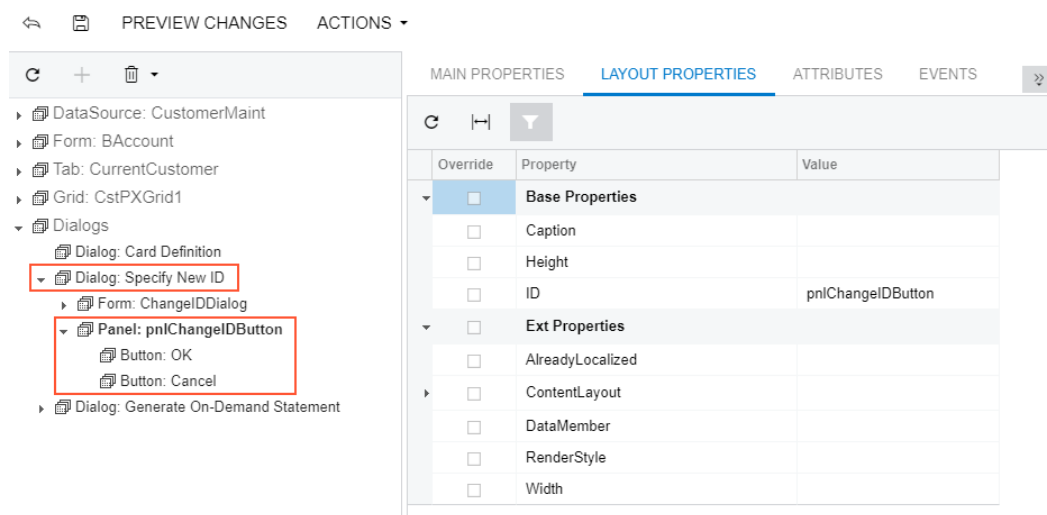 PREVIEW CHANGES ACTIONS
MAIN PROPERTIES LAYOUT PROPERTIES ATTRIBUTES EVENTS
DataSource: CustomerMaint
Form: BAccount
Tab: CurrentCustomer
Grid: CstPXGrid1
Dialogs
Dialog: Card Definition
Dialog: Specify New ID
Form: ChangeIDDialog
Panel: pnlChangeIDButton
Button: OK
Button: Cancel
Dialog: Generate On-Demand Statement
Override Property Value
Base Properties
Caption
Height
ID pnlChangeIDButton
Ext Properties
AlreadyLocalized
ContentLayout
DataMember
RenderStyle
Width